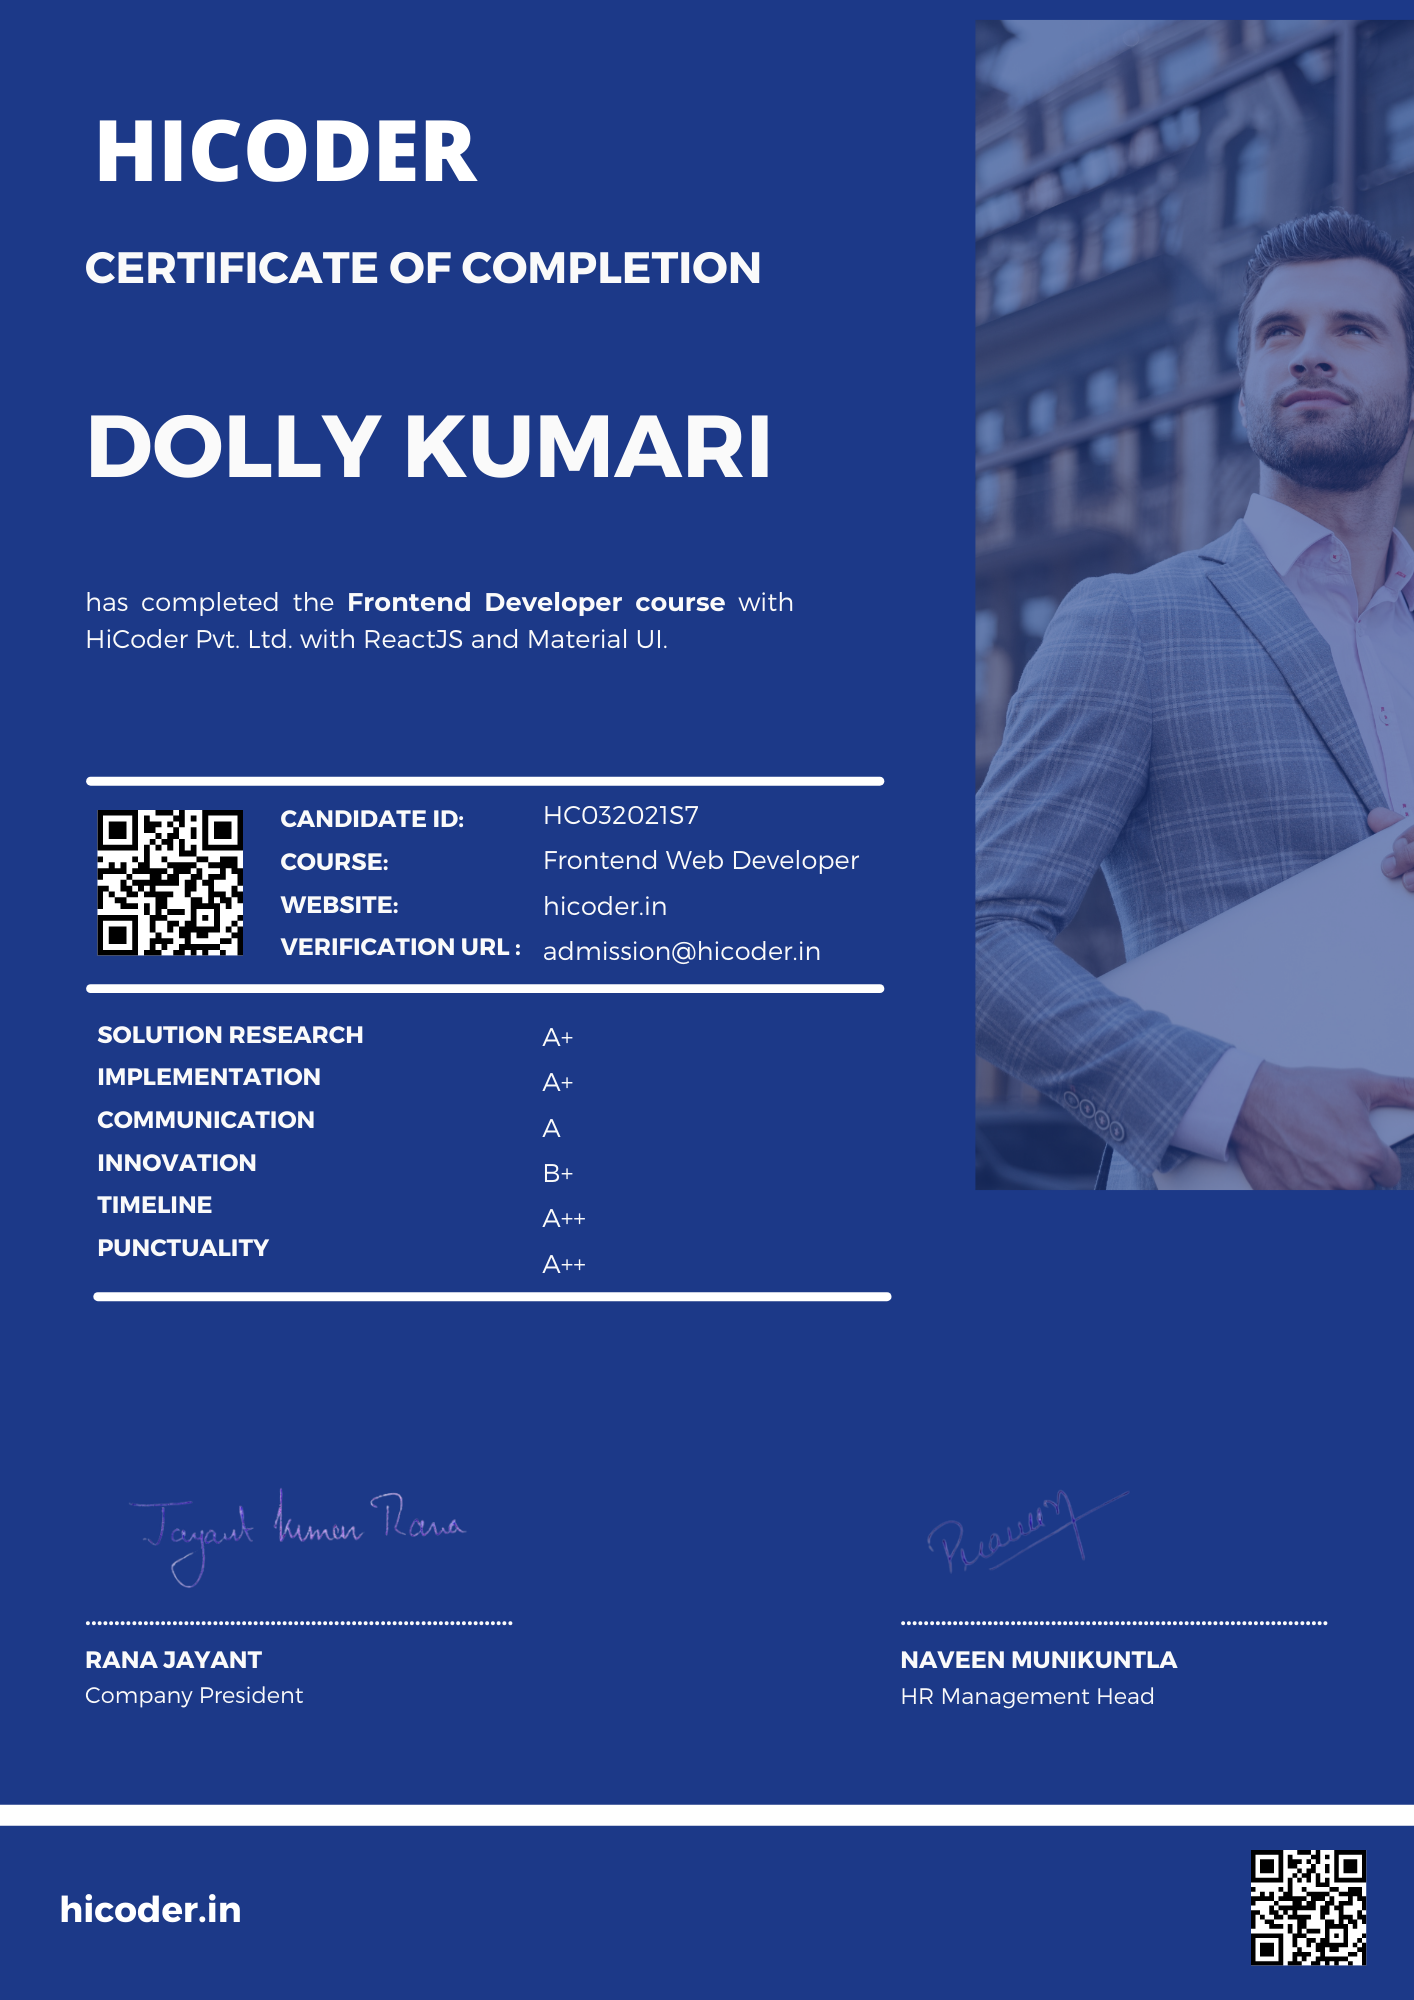 HICODER
CERTIFICATE OF COMPLETION
DOLLY KUMARI
has completed the Frontend Developer course with
HiCoder Pvt. Ltd. with ReactJS and Material UI.
CANDIDATE ID: HC032021S7
COURSE: Frontend Web Developer
WEBSITE: hicoder.in
VERIFICATION URL : admission@hicoder.in
SOLUTION RESEARCH A+
IMPLEMENTATION A+
COMMUNICATION A
INNOVATION B+
TIMELINE A++
PUNCTUALITY A++
Jayant Kumar Rana
RANA JAYANT
Company President
NAVEEN MUNIKUNTLA
HR Management Head
hicoder.in